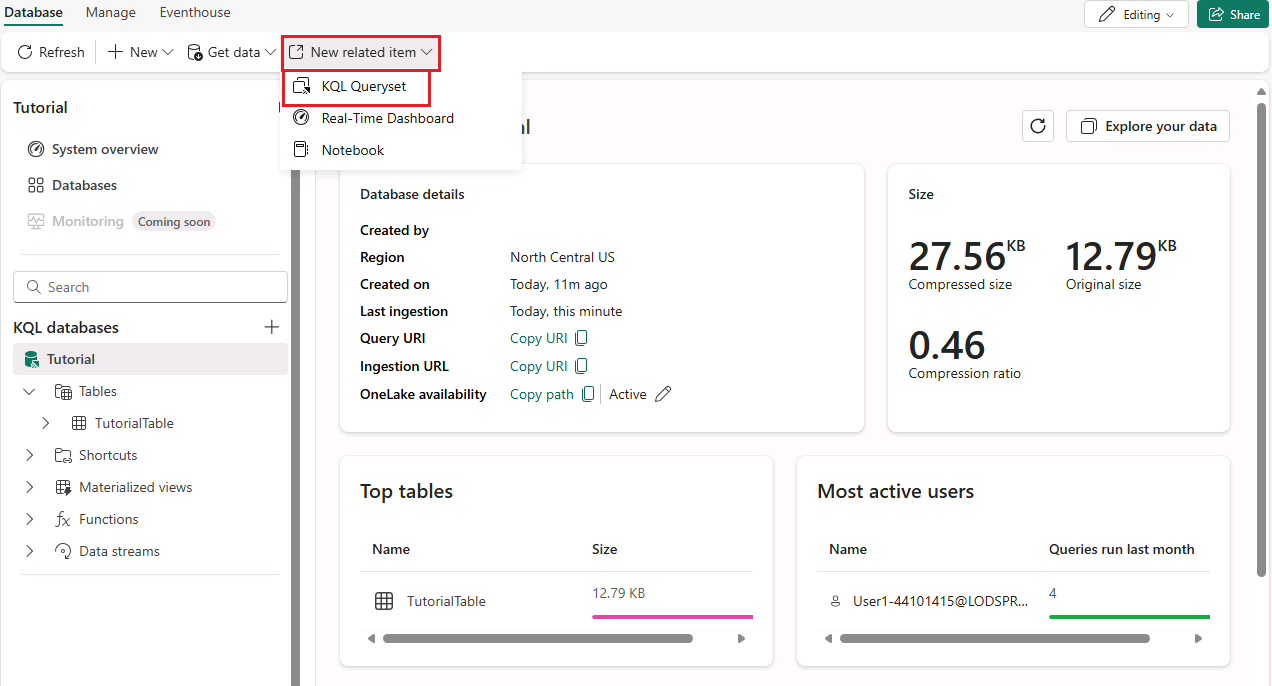 Database Manage Eventhouse
Editing Share
Refresh New Get data New related item
KQL Queryset
Real-Time Dashboard
Notebook
Tutorial
System overview
Databases
Monitoring Coming soon
Search
KQL databases
Tutorial
Tables
TutorialTable
Shortcuts
Materialized views
Functions
Data streams
al
Explore your data
Database details
Created by
Region North Central US
Created on Today, 11m ago
Last ingestion Today, this minute
Query URI Copy URI
Ingestion URL Copy URI
OneLake availability Copy path Active
Size
27.56 KB 12.79 KB
Compressed size Original size
0.46
Compression ratio
Top tables
Name Size
TutorialTable 12.79 KB
Most active users
Name Queries run last month
User1-44101415@LODSPR... 4